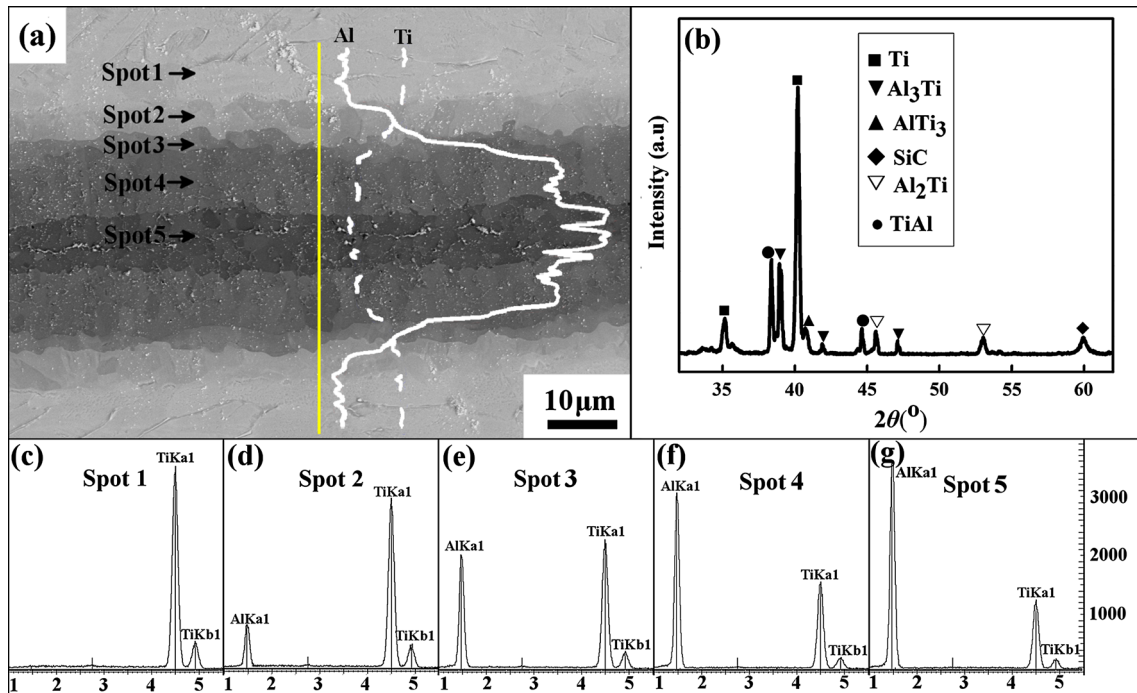 (a)
Al
Ti
Spot1
Spot2
Spot3
Spot4
Spot5
10μm
(b)
Ti
Al3Ti
AlTi3
SiC
Al2Ti
TiAl
Intensity (a.u)
35 40 45 50 55 60
2θ(°)
(c)
Spot 1
TiKa1
TiKb1
1 2 3 4 5
(d)
Spot 2
AlKa1
TiKa1
TiKb1
1 2 3 4 5
(e)
Spot 3
AlKa1
TiKa1
TiKb1
1 2 3 4 5
(f)
Spot 4
AlKa1
TiKa1
TiKb1
1 2 3 4 5
(g)
Spot 5
AlKa1
TiKa1
TiKb1
1 2 3 4 5
3000
2000
1000